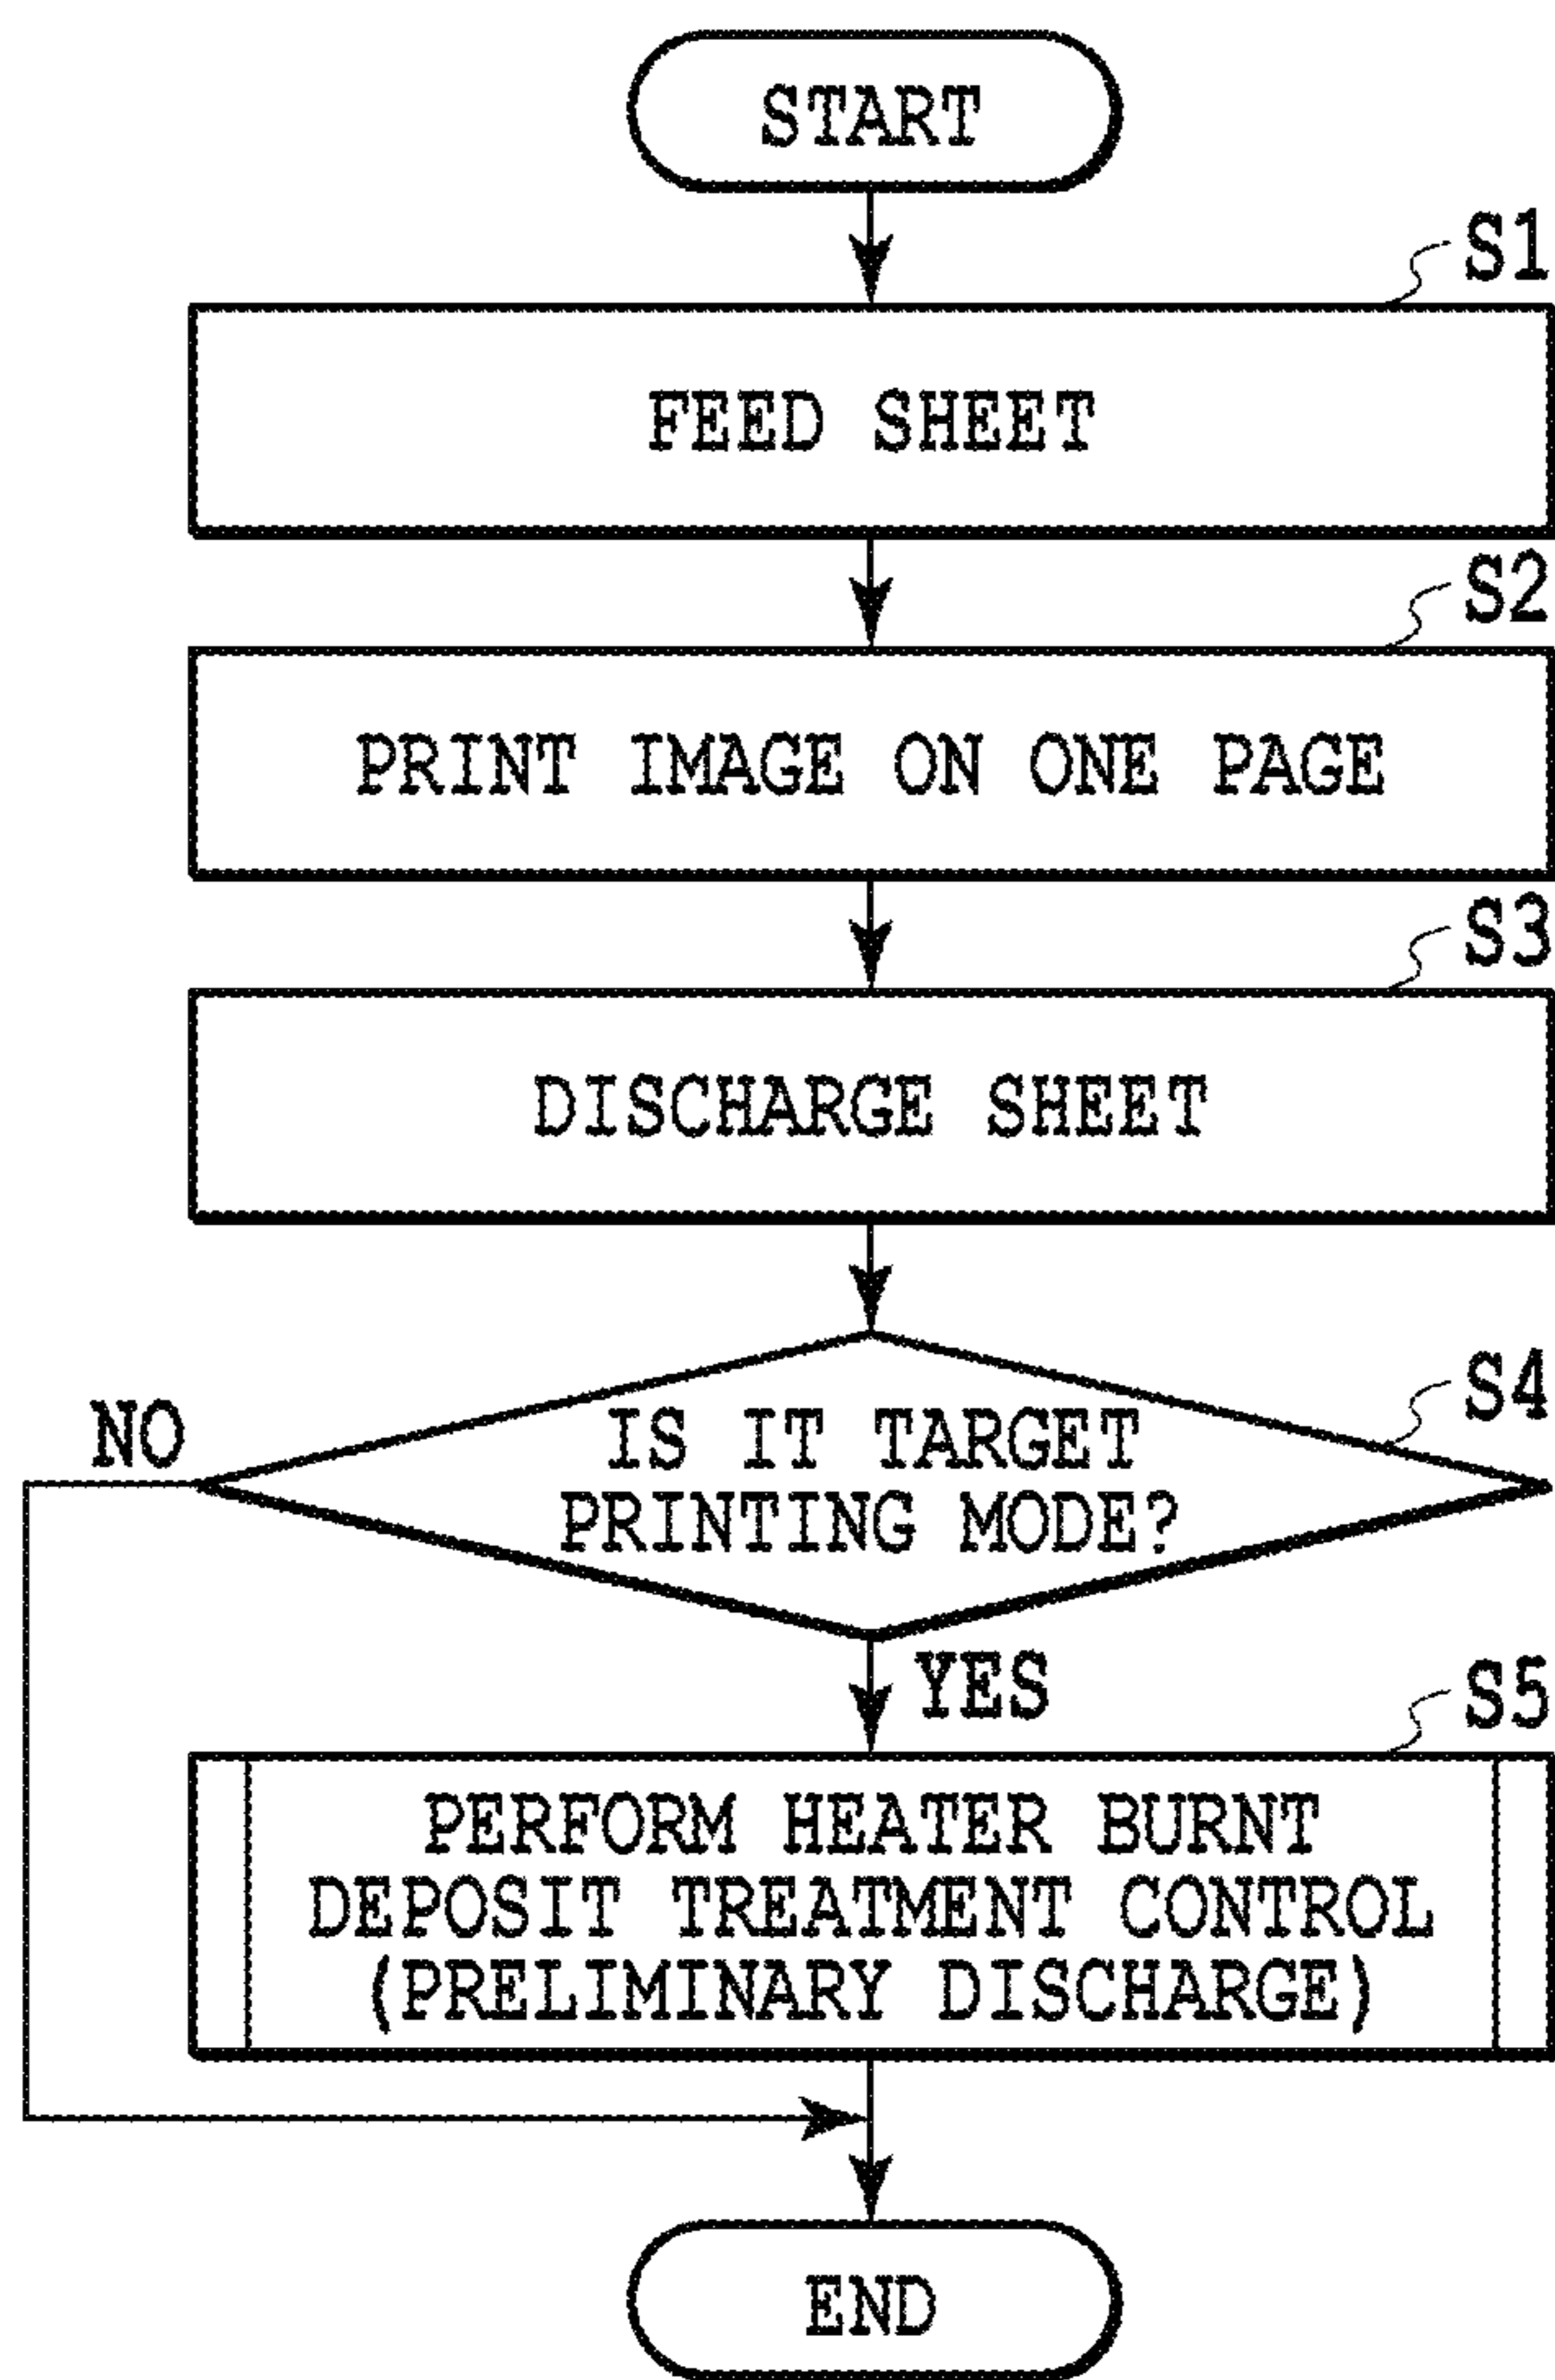 START
S1
FEED SHEET
S2
PRINT IMAGE ON ONE PAGE
S3
DISCHARGE SHEET
S4
NO
IS IT TARGET
PRINTING MODE?
YES
S5
PERFORM HEATER BURNT
DEPOSIT TREATMENT CONTROL
(PRELIMINARY DISCHARGE)
END